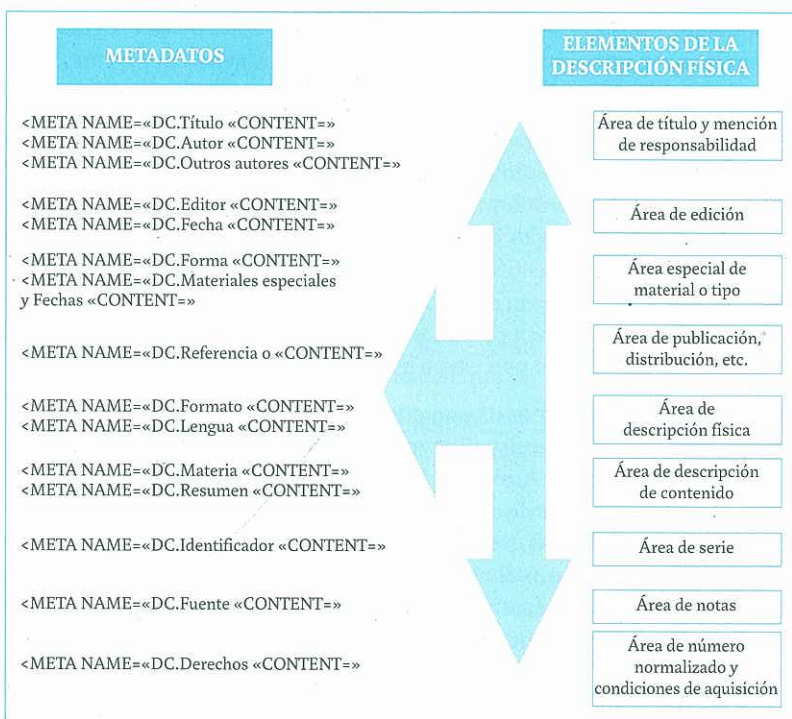 METADATOS
ELEMENTOS DE LA
DESCRIPCIÓN FÍSICA
<META NAME=«DC.Título «CONTENT=»
<META NAME=«DC.Autor «CONTENT=»
<META NAME=«DC.Outros autores «CONTENT=»
Área de título y mención
de responsabilidad
<META NAME=«DC.Editor «CONTENT=»
<META NAME=«DC.Fecha «CONTENT=»
Área de edición
<META NAME=«DC.Forma «CONTENT=»
<META NAME=«DC.Materiales especiales
y Fechas «CONTENT=»
Área especial de
material o tipo
<META NAME=«DC.Referencia o «CONTENT=»
Área de publicación,
distribución, etc.
<META NAME=«DC.Formato «CONTENT=»
<META NAME=«DC.Lengua «CONTENT=»
Área de
descripción física
<META NAME=«DC.Materia «CONTENT=»
<META NAME=«DC.Resumen «CONTENT=»
Área de descripción
de contenido
<META NAME=«DC.Identificador «CONTENT=»
Área de serie
<META NAME=«DC.Fuente «CONTENT=»
Área de notas
<META NAME=«DC.Derechos «CONTENT=»
Área de número
normalizado y
condiciones de aquisición